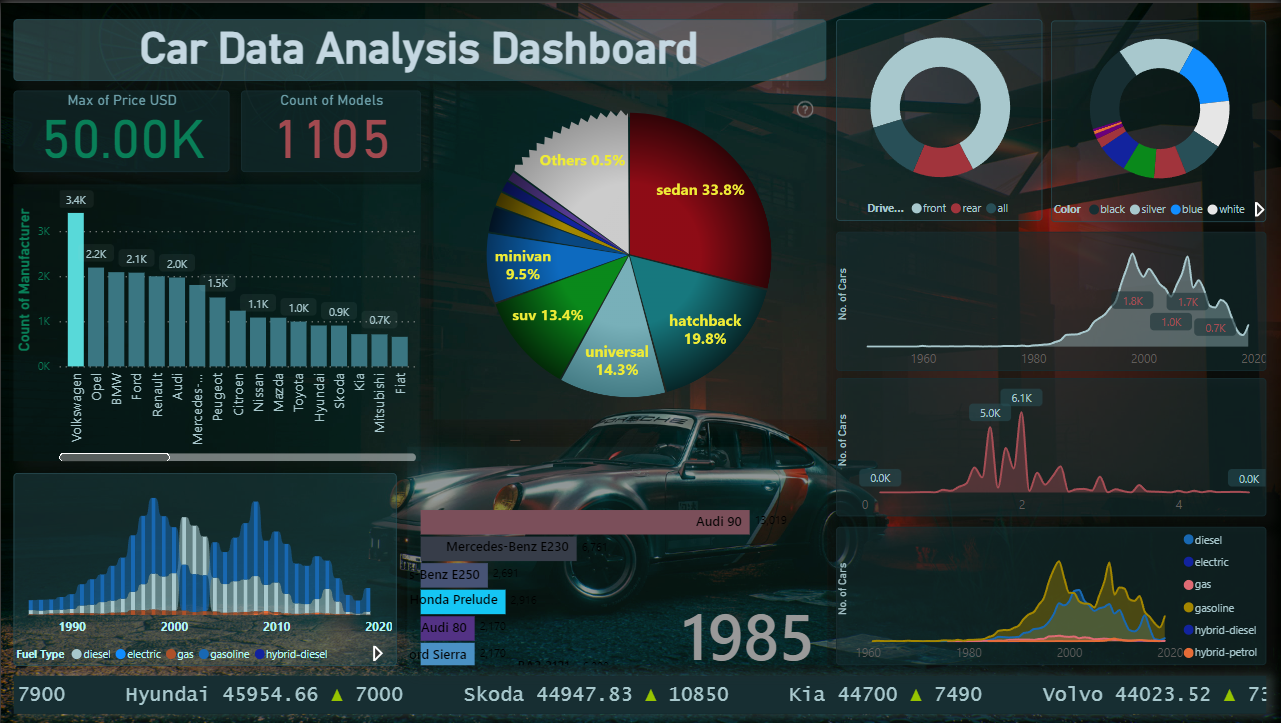 Car Data Analysis Dashboard
Max of Price USD
50.00K
Count of Models
1105
Count of Manufacturer
3K
2K
1K
0K
3.4K
2.2K
2.1K
2.0K
1.5K
1.1K
1.0K
0.9K
0.7K
Volkswagen
Opel
BMW
Ford
Renault
Audi
Mercedes-...
Peugeot
Citroen
Nissan
Mazda
Toyota
Hyundai
Skoda
Kia
Mitsubishi
Fiat
?
Others 0.5%
sedan 33.8%
minivan
9.5%
hatchback
19.8%
suv 13.4%
universal
14.3%
Drive... front rear all
Color black silver blue white
No. of Cars
1.8K
1.7K
1.0K
0.7K
1960 1980 2000 2020
No. of Cars
6.1K
5.0K
0.0K
0.0K
0 2 4
1990 2000 2010 2020
Fuel Type diesel electric gas gasoline hybrid-diesel
PORSCHE
Audi 90
Mercedes-Benz E230
s-Benz E250 2,691
Honda Prelude
Audi 80 2,170
ord Sierra 2,170
1985
No. of Cars
1960 1980 2000 2020
diesel
electric
gas
gasoline
hybrid-diesel
hybrid-petrol
7900 Hyundai 45954.66 ▲ 7000 Skoda 44947.83 ▲ 10850 Kia 44700 ▲ 7490 Volvo 44023.52 ▲